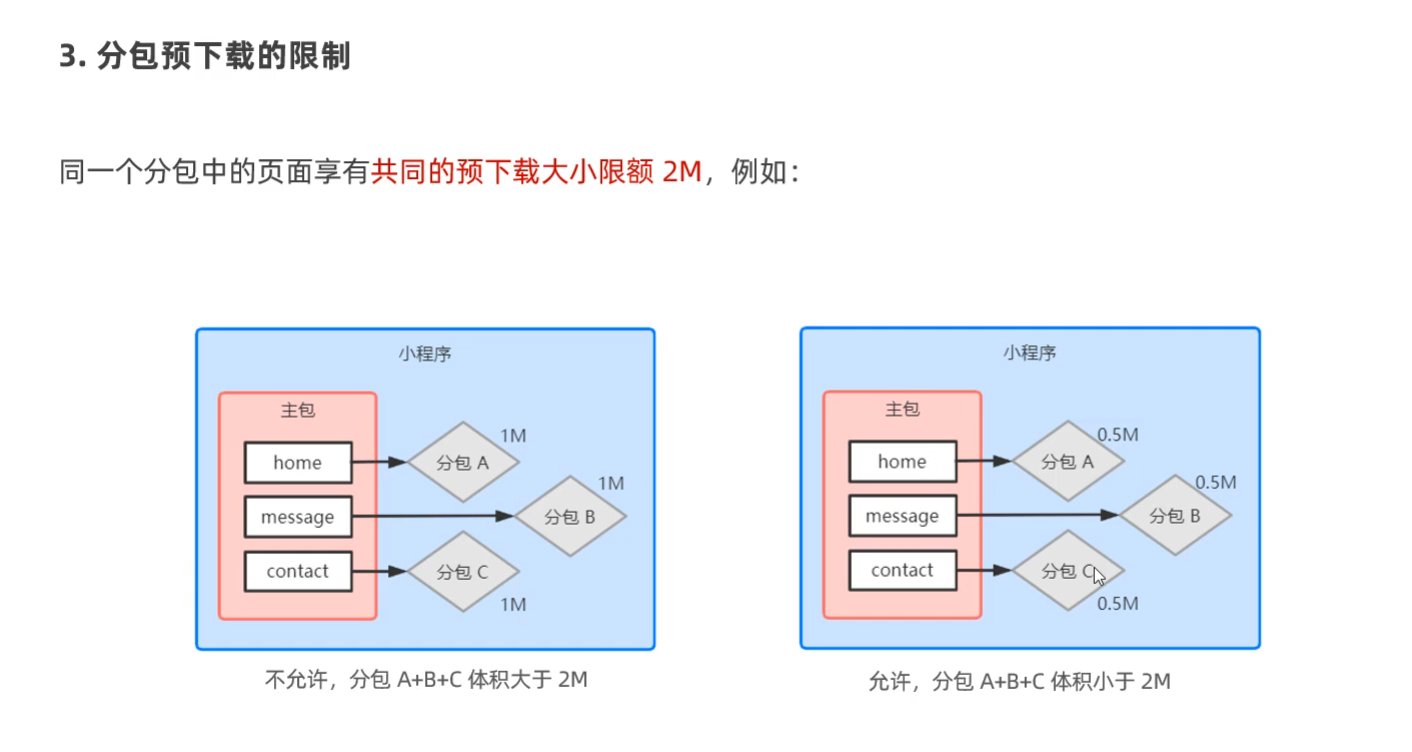 3. 分包预下载的限制
同一个分包中的页面享有共同的预下载大小限额 2M，例如：
小程序
主包
home
message
contact
分包 A
1M
分包 B
1M
分包 C
1M
不允许，分包 A+B+C 体积大于 2M
小程序
主包
home
message
contact
分包 A
0.5M
分包 B
0.5M
分包 C
0.5M
允许，分包 A+B+C 体积小于 2M